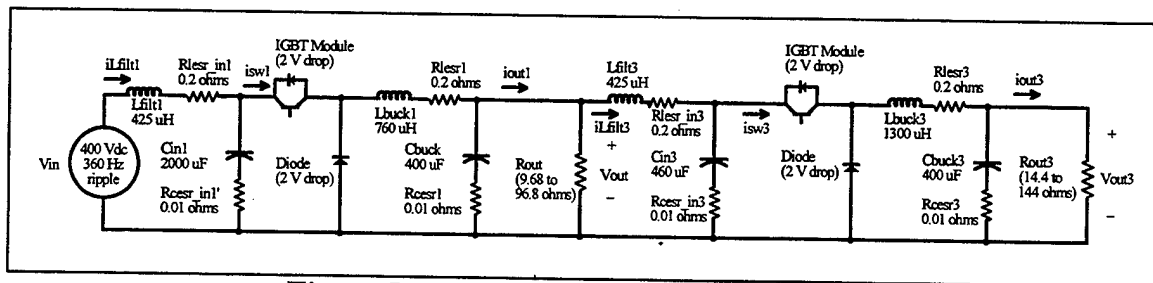 IGBT Module
(2 V drop)
iLfilt1
Rlesr_in1
0.2 ohms
isw1
Lfilt1
425 uH
Rlesr1
0.2 ohms
iout1
Lbuck1
760 uH
Lfilt3
425 uH
iLfilt3
Rlesr_in3
0.2 ohms
IGBT Module
(2 V drop)
isw3
Rlesr3
0.2 ohms
iout3
Lbuck3
1300 uH
Vin
400 Vdc
360 Hz
ripple
Cin1
2000 uF
Rcesr_in1'
0.01 ohms
Diode
(2 V drop)
Cbuck
400 uF
Rcesr1
0.01 ohms
Rout
(9.68 to
96.8 ohms)
+
Vout
−
Cin3
460 uF
Rcesr_in3
0.01 ohms
Diode
(2 V drop)
Cbuck3
400 uF
Rcesr3
0.01 ohms
Rout3
(14.4 to
144 ohms)
+
Vout3
−